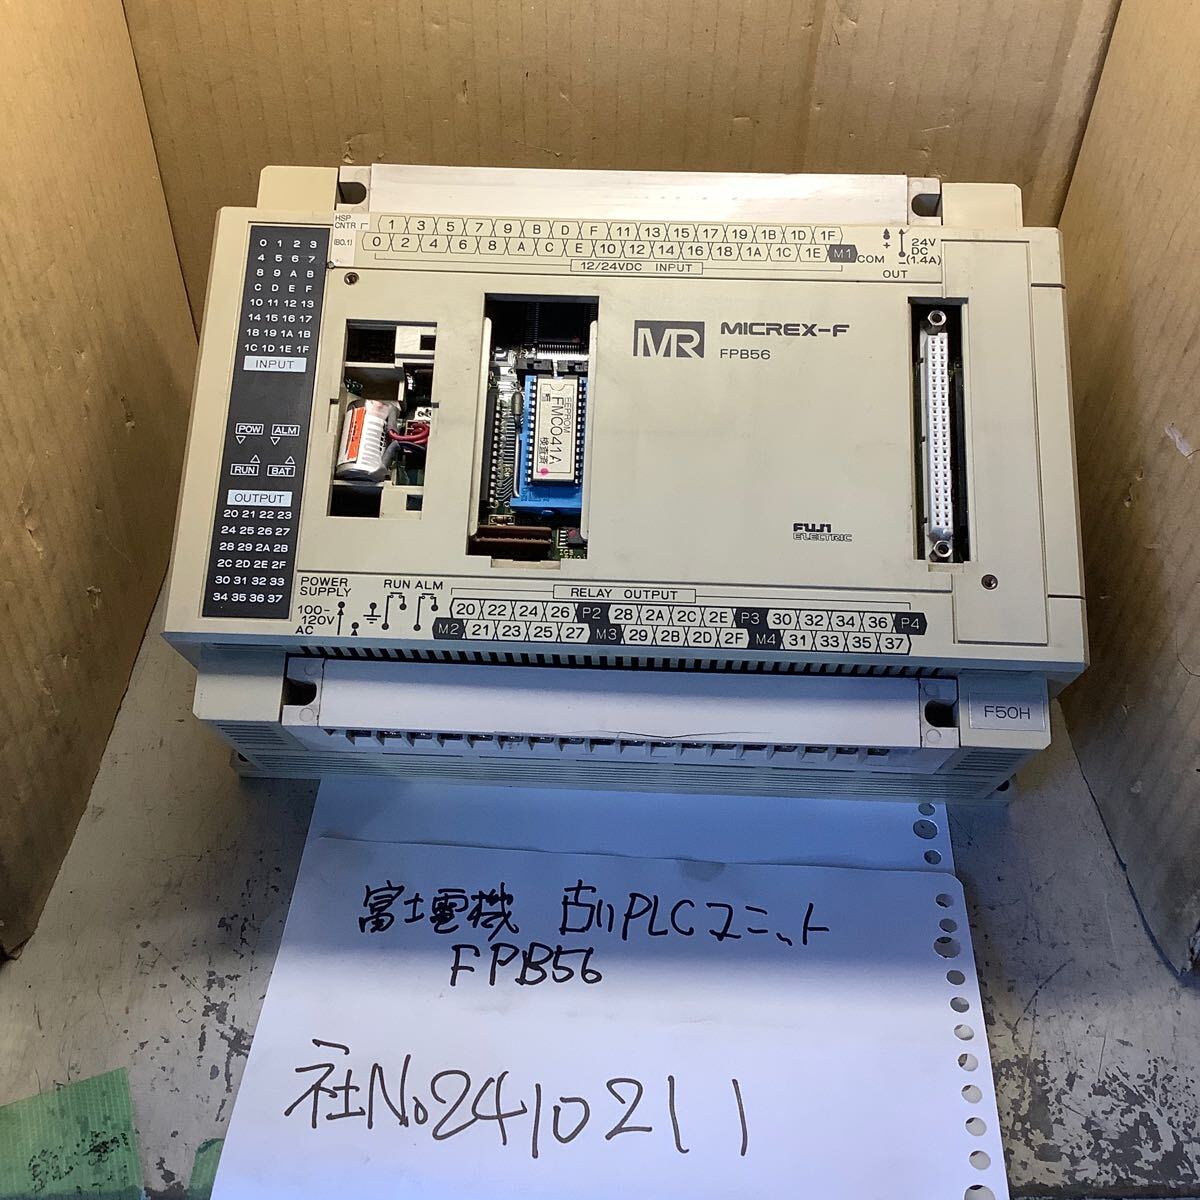 HSP
CNTR
(B0,1)
1 3 5 7 9 B D F 11 13 15 17 19 1B 1D 1F
0 2 4 6 8 A C E 10 12 14 16 18 1A 1C 1E M1 COM
12/24VDC INPUT
+ -
24V
DC
(1.4A)
OUT
0 1 2 3
4 5 6 7
8 9 A B
C D E F
10 11 12 13
14 15 16 17
18 19 1A 1B
1C 1D 1E 1F
INPUT
POW ALM
RUN BAT
OUTPUT
20 21 22 23
24 25 26 27
28 29 2A 2B
2C 2D 2E 2F
30 31 32 33
34 35 36 37
EEPROM
FMC041A
検査済
MR MICREX-F
FPB56
FUJI
ELECTRIC
POWER
SUPPLY
100-
120V
AC
RUN ALM
RELAY OUTPUT
20 22 24 26 P2 28 2A 2C 2E P3 30 32 34 36 P4
M2 21 23 25 27 M3 29 2B 2D 2F M4 31 33 35 37
F50H
富士電機 古いPLCユニット
FPB56
社No2410211